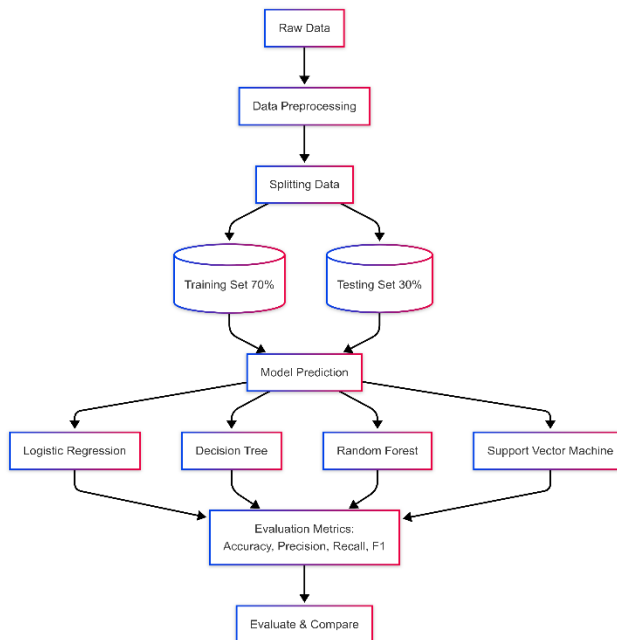 Raw Data
Data Preprocessing
Splitting Data
Training Set 70%
Testing Set 30%
Model Prediction
Logistic Regression
Decision Tree
Random Forest
Support Vector Machine
Evaluation Metrics:
Accuracy, Precision, Recall, F1
Evaluate & Compare